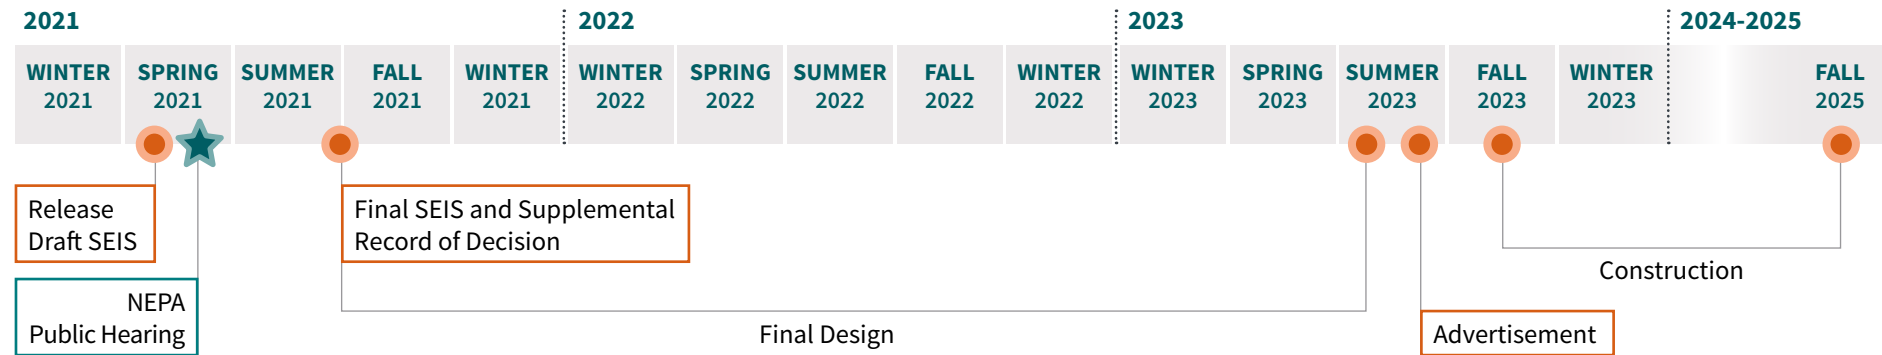 2021
2022
2023
2024-2025
WINTER
2021
SPRING
2021
SUMMER
2021
FALL
2021
WINTER
2021
WINTER
2022
SPRING
2022
SUMMER
2022
FALL
2022
WINTER
2022
WINTER
2023
SPRING
2023
SUMMER
2023
FALL
2023
WINTER
2023
FALL
2025
Release
Draft SEIS
Final SEIS and Supplemental
Record of Decision
NEPA
Public Hearing
Final Design
Advertisement
Construction